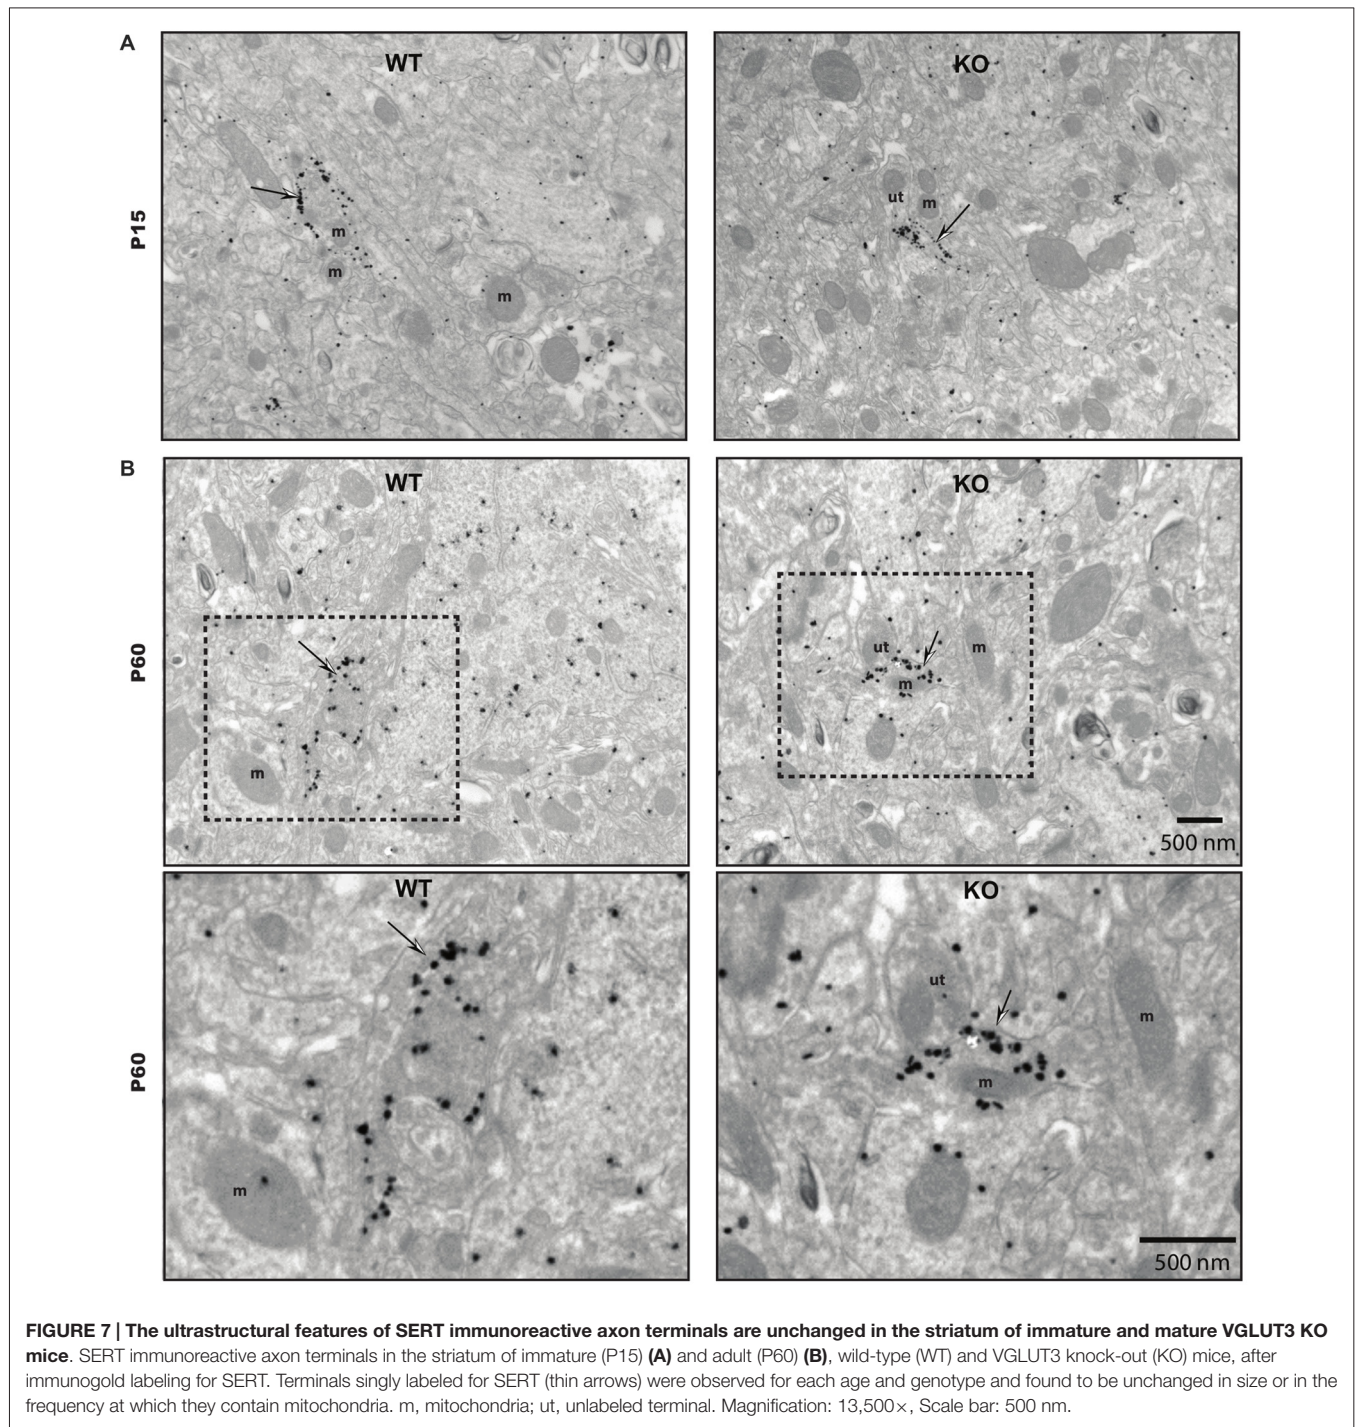 A
WT
KO
P15
ut
m
m
m
m
B
WT
KO
P60
ut
m
m
m
500 nm
WT
KO
P60
ut
m
m
m
500 nm
FIGURE 7 | The ultrastructural features of SERT immunoreactive axon terminals are unchanged in the striatum of immature and mature VGLUT3 KO
mice. SERT immunoreactive axon terminals in the striatum of immature (P15) (A) and adult (P60) (B), wild-type (WT) and VGLUT3 knock-out (KO) mice, after
immunogold labeling for SERT. Terminals singly labeled for SERT (thin arrows) were observed for each age and genotype and found to be unchanged in size or in the
frequency at which they contain mitochondria. m, mitochondria; ut, unlabeled terminal. Magnification: 13,500×, Scale bar: 500 nm.